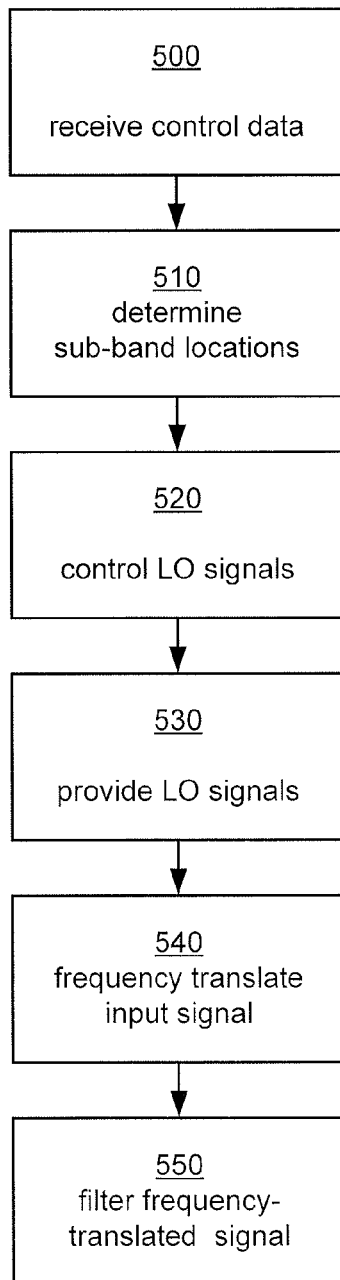 500
receive control data
510
determine
sub-band locations
520
control LO signals
530
provide LO signals
540
frequency translate
input signal
550
filter frequency-
translated signal